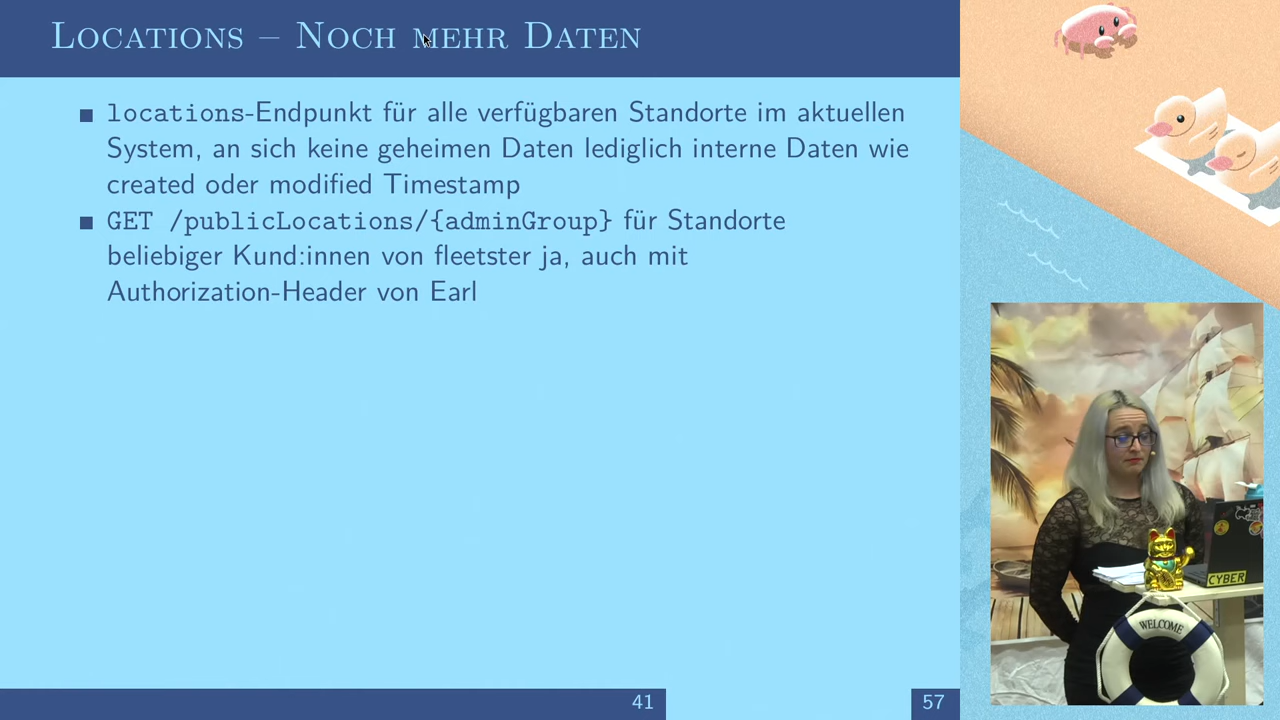 Locations – Noch mehr Daten
locations-Endpunkt für alle verfügbaren Standorte im aktuellen
System, an sich keine geheimen Daten lediglich interne Daten wie
created oder modified Timestamp
GET /publicLocations/{adminGroup} für Standorte
beliebiger Kund:innen von fleetster ja, auch mit
Authorization-Header von Earl
CYBER
WELCOME
41
57